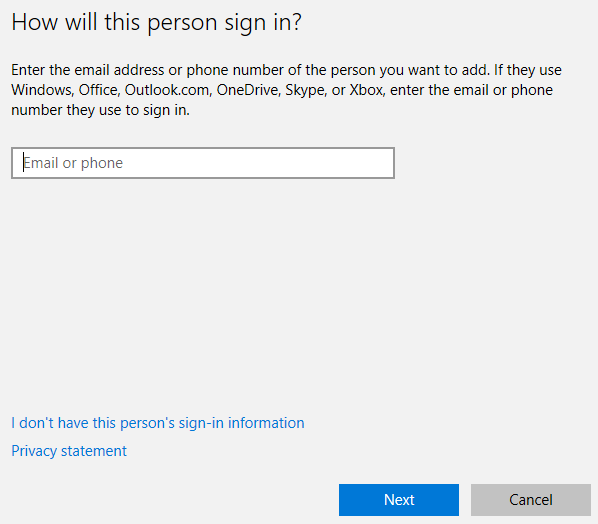 How will this person sign in?
Enter the email address or phone number of the person you want to add. If they use
Windows, Office, Outlook.com, OneDrive, Skype, or Xbox, enter the email or phone
number they use to sign in.
Email or phone
I don't have this person's sign-in information
Privacy statement
Next
Cancel